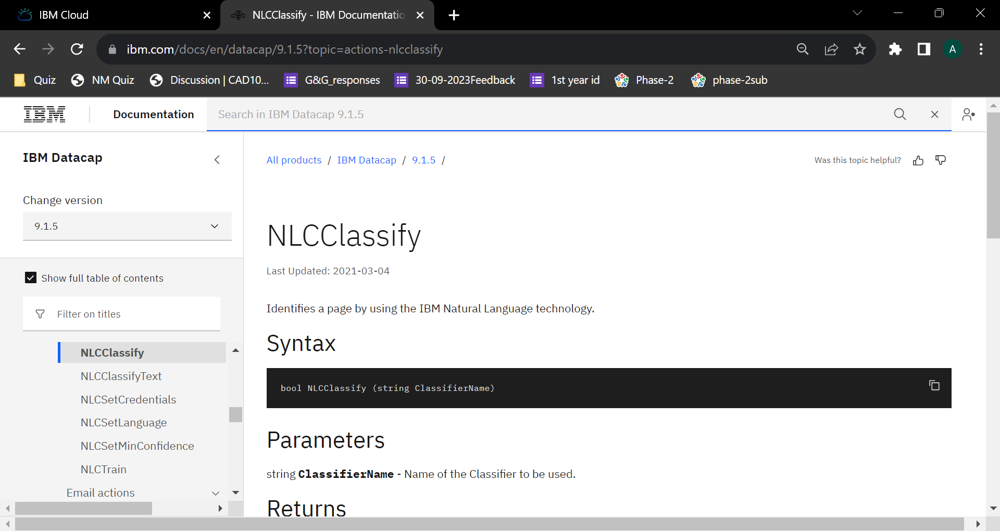 IBM Cloud
NLCClassify - IBM Documentatio
ibm.com/docs/en/datacap/9.1.5?topic=actions-nlcclassify
A
Quiz
NM Quiz
Discussion | CAD10...
G&G_responses
30-09-2023Feedback
1st year id
Phase-2
phase-2sub
IBM
Documentation
Search in IBM Datacap 9.1.5
IBM Datacap
Change version
9.1.5
Show full table of contents
Filter on titles
NLCClassify
NLCClassifyText
NLCSetCredentials
NLCSetLanguage
NLCSetMinConfidence
NLCTrain
Email actions
All products / IBM Datacap / 9.1.5 /
Was this topic helpful?
NLCClassify
Last Updated: 2021-03-04
Identifies a page by using the IBM Natural Language technology.
Syntax
bool NLCClassify (string ClassifierName)
Parameters
string ClassifierName - Name of the Classifier to be used.
Returns